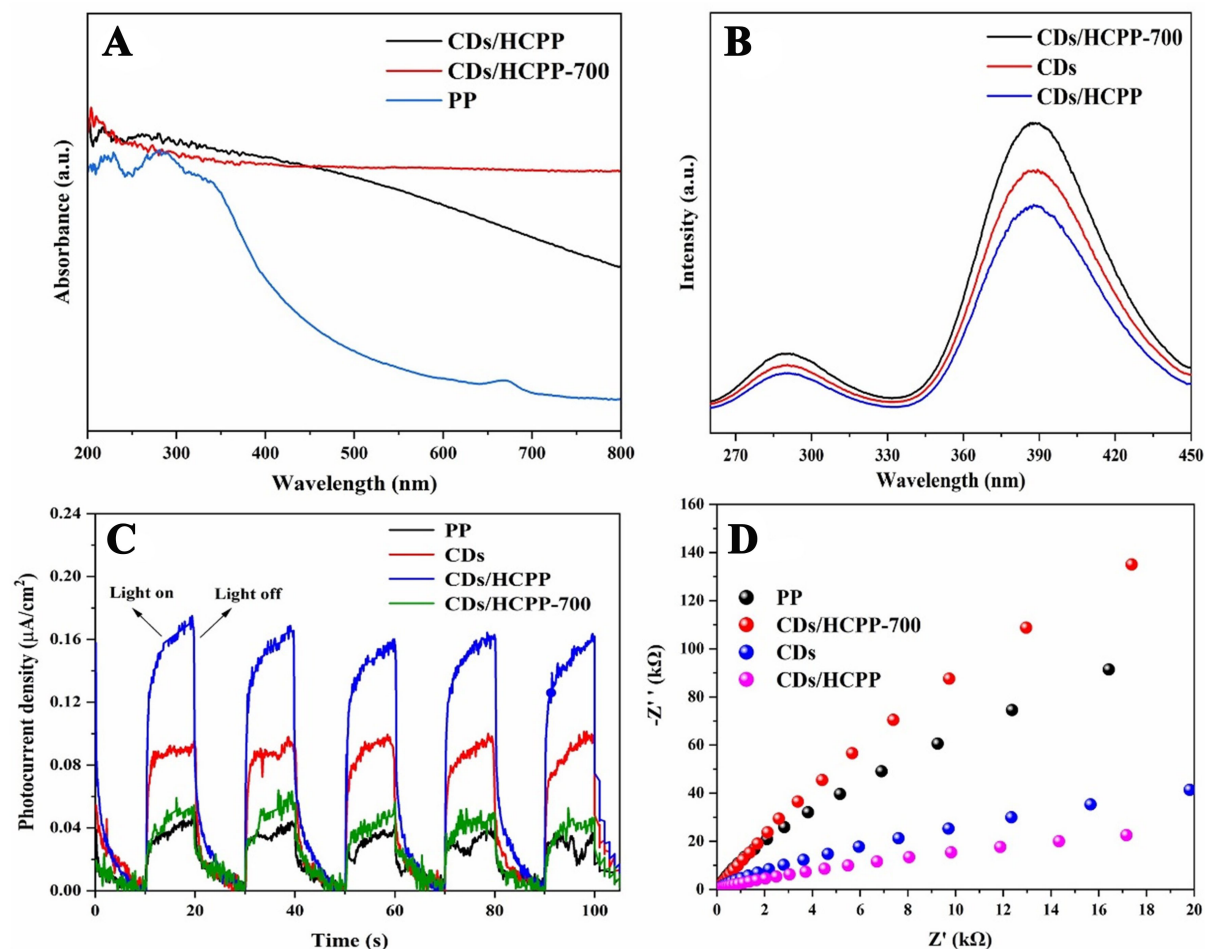 A
CDs/HCPP
CDs/HCPP-700
PP
Absorbance (a.u.)
200 300 400 500 600 700 800
Wavelength (nm)
B
CDs/HCPP-700
CDs
CDs/HCPP
Intensity (a.u.)
270 300 330 360 390 420 450
Wavelength (nm)
C
PP
CDs
CDs/HCPP
CDs/HCPP-700
Light on
Light off
Photocurrent density (μA/cm²)
0.24
0.20
0.16
0.12
0.08
0.04
0.00
0 20 40 60 80 100
Time (s)
D
PP
CDs/HCPP-700
CDs
CDs/HCPP
-Z'' (kΩ)
160
140
120
100
80
60
40
20
0
0 2 4 6 8 10 12 14 16 18 20
Z' (kΩ)